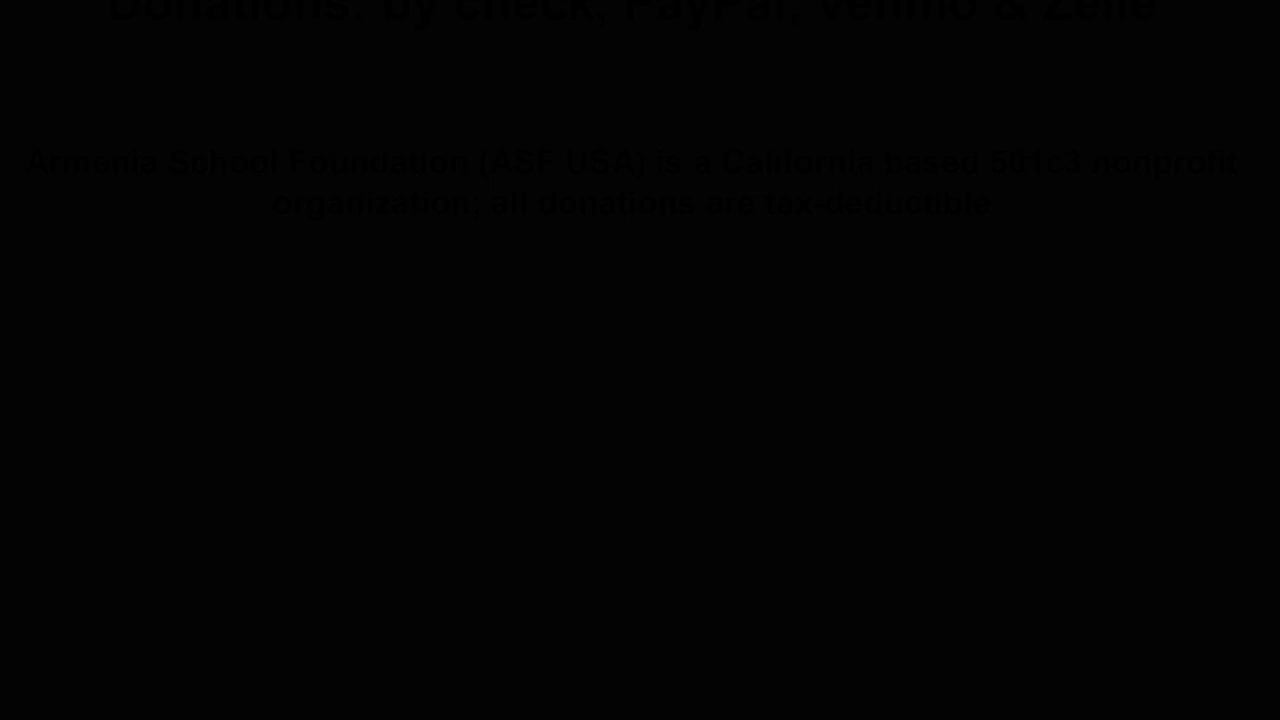 Donations: by check, PayPal, Venmo & Zelle
Armenia School Foundation (ASF USA) is a California based 501c3 nonprofit
organization; all donations are tax-deductible